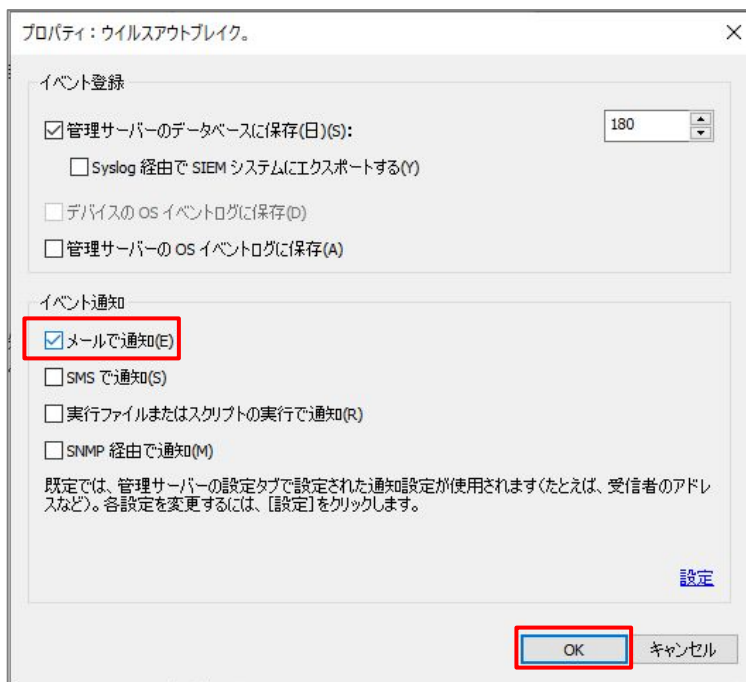 プロパティ：ウイルスアウトブレイク。
イベント登録
管理サーバーのデータベースに保存(日)(S):
180
Syslog 経由で SIEM システムにエクスポートする(Y)
デバイスの OS イベントログに保存(D)
管理サーバーの OS イベントログに保存(A)
イベント通知
メールで通知(E)
SMS で通知(S)
実行ファイルまたはスクリプトの実行で通知(R)
SNMP 経由で通知(M)
既定では、管理サーバーの設定タブで設定された通知設定が使用されます(たとえば、受信者のアドレ
スなど)。各設定を変更するには、[設定]をクリックします。
設定
OK
キャンセル